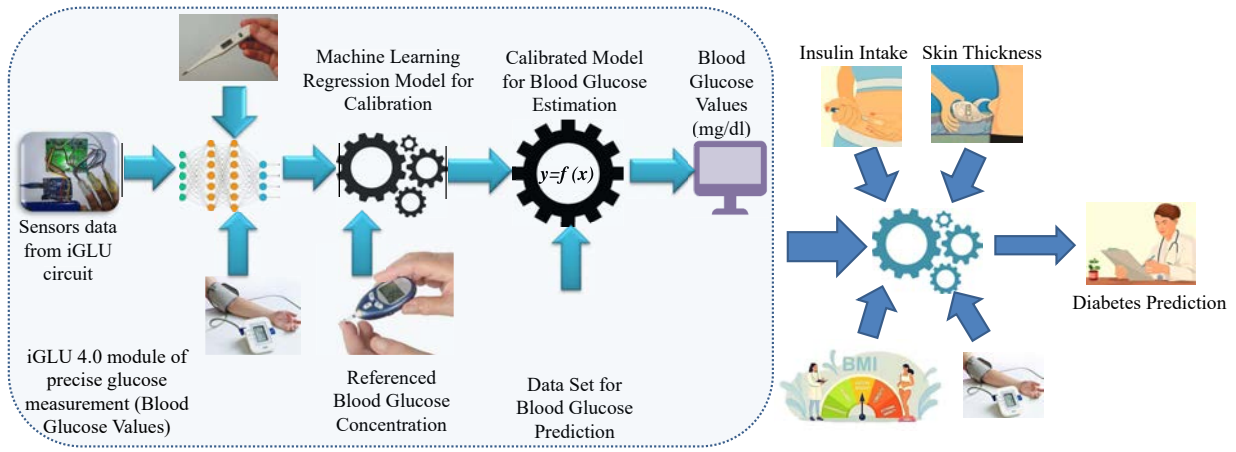 Machine Learning
Regression Model for
Calibration
Calibrated Model
for Blood Glucose
Estimation
Blood
Glucose
Values
(mg/dl)
Insulin Intake
Skin Thickness
y=f (x)
Sensors data
from iGLU
circuit
Diabetes Prediction
iGLU 4.0 module of
precise glucose
measurement (Blood
Glucose Values)
Referenced
Blood Glucose
Concentration
Data Set for
Blood Glucose
Prediction
BMI